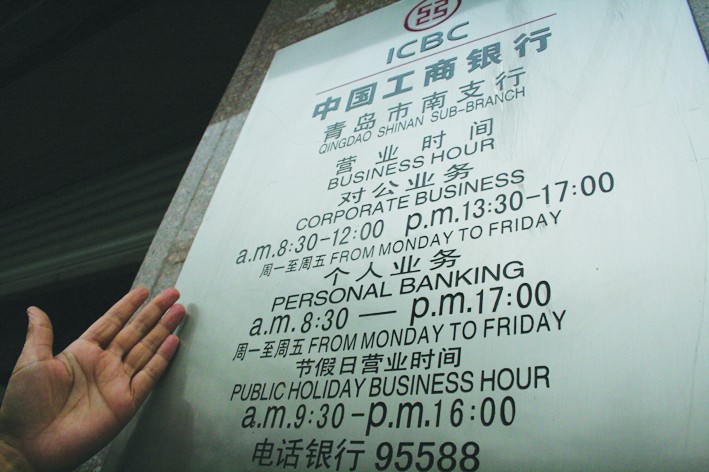 ICBC
中国工商银行
青岛市南支行
QINGDAO SHINAN SUB-BRANCH
营 业 时 间
BUSINESS HOUR
对 公 业 务
CORPORATE BUSINESS
a.m.8:30-12:00 p.m.13:30-17:00
周一至周五 FROM MONDAY TO FRIDAY
个 人 业 务
PERSONAL BANKING
a.m. 8:30 — p.m.17:00
周一至周五 FROM MONDAY TO FRIDAY
节假日营业时间
PUBLIC HOLIDAY BUSINESS HOUR
a.m.9:30-p.m.16:00
电话银行 95588